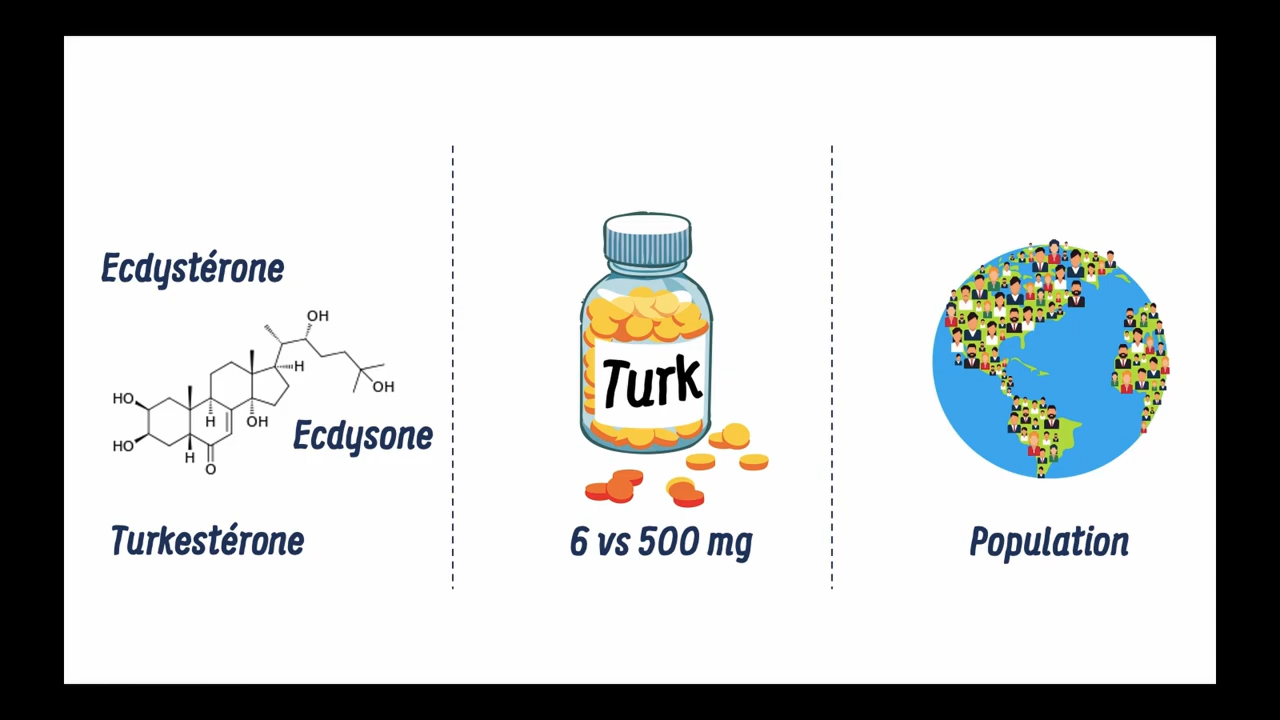 Ecdystérone
OH
H
OH
HO
H
OH
Ecdysone
HO
H
O
Turkestérone
Turk
6 vs 500 mg
Population